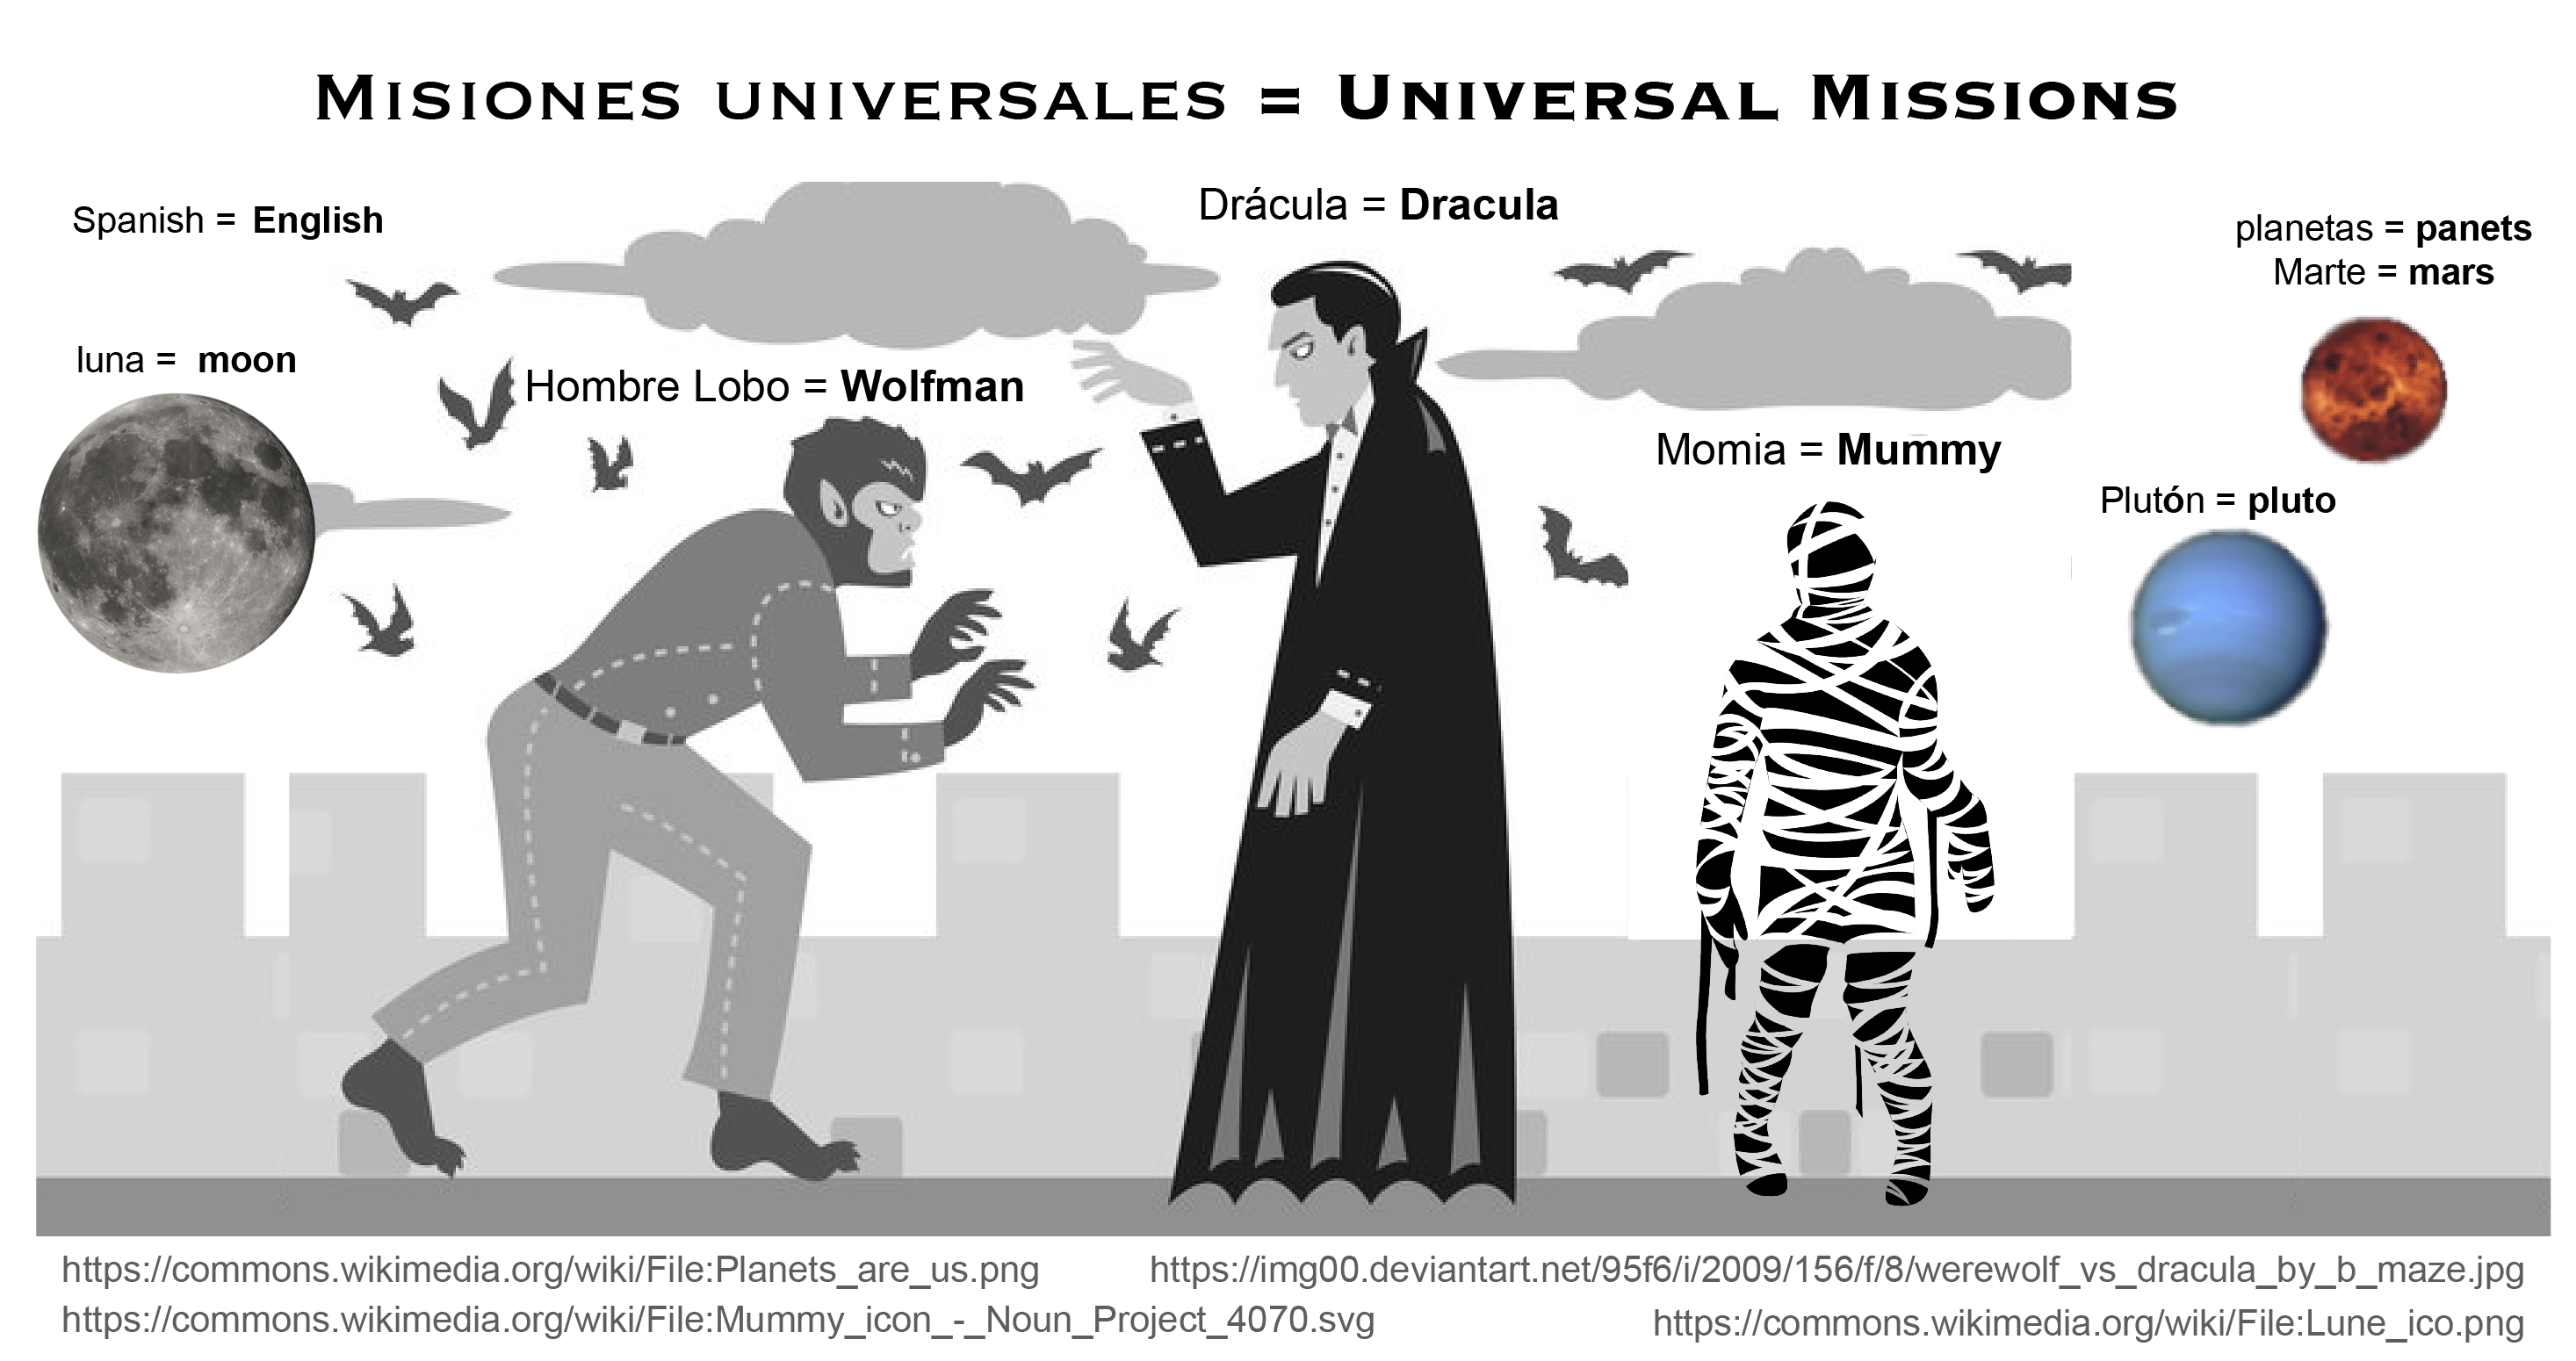 MISIONES UNIVERSALES = UNIVERSAL MISSIONS
Spanish = English
Drácula = Dracula
planetas = panets
Marte = mars
luna = moon
Hombre Lobo = Wolfman
Momia = Mummy
Plutón = pluto
https://commons.wikimedia.org/wiki/File:Planets_are_us.png
https://img00.deviantart.net/95f6/i/2009/156/f/8/werewolf_vs_dracula_by_b_maze.jpg
https://commons.wikimedia.org/wiki/File:Mummy_icon_-_Noun_Project_4070.svg
https://commons.wikimedia.org/wiki/File:Lune_ico.png